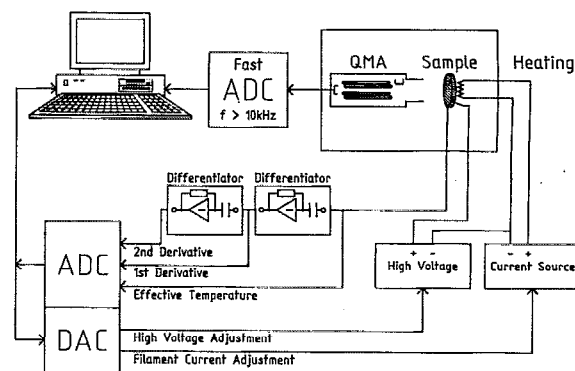 Fast
ADC
f > 10kHz
QMA
Sample
Heating
Differentiator
Differentiator
ADC
2nd Derivative
1st Derivative
Effective Temperature
+ -
High Voltage
- +
Current Source
DAC
High Voltage Adjustment
Filament Current Adjustment